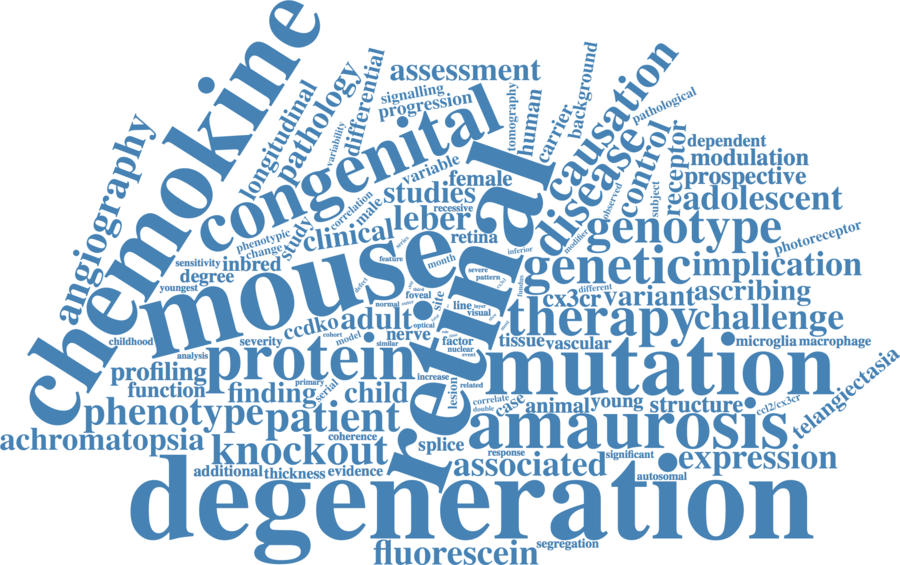 chemokine
assessment
signalling
progression
differential
pathology
longitudinal
variability
angiography
congenital
tomography
human
carrier
background
causation
pathological
disease
control
receptor
subject
observed
modifier
dependent
modulation
prospective
adolescent
genotype
photoreceptor
variable
studies
female
recessive
correlation
male
leber
retina
clinical
study
phenotypic
change
series
feature
month
inferior
sensitivity
inbred
degree
youngest
mouse
retinal
severe
pattern
genetic
implication
different
cx3cr
variant
ascribing
defect
normal
foveal
third
site
line
layer
visual
fundus
therapy
challenge
ccdko
adult
optical
childhood
severity
cohort
model
nerve
similar
factor
nuclear
event
tissue
vascular
microglia
macrophage
analysis
protein
profiling
function
finding
primary
serial
child
increase
lesion
related
mutation
telangiectasia
phenotype
patient
correlate
double
case
animal
young
structure
ccl2/cx3cr
achromatopsia
knockout
coherence
splice
amaurosis
response
associated
significant
expression
autosomal
additional
thickness
evidence
degeneration
fluorescein
segregation